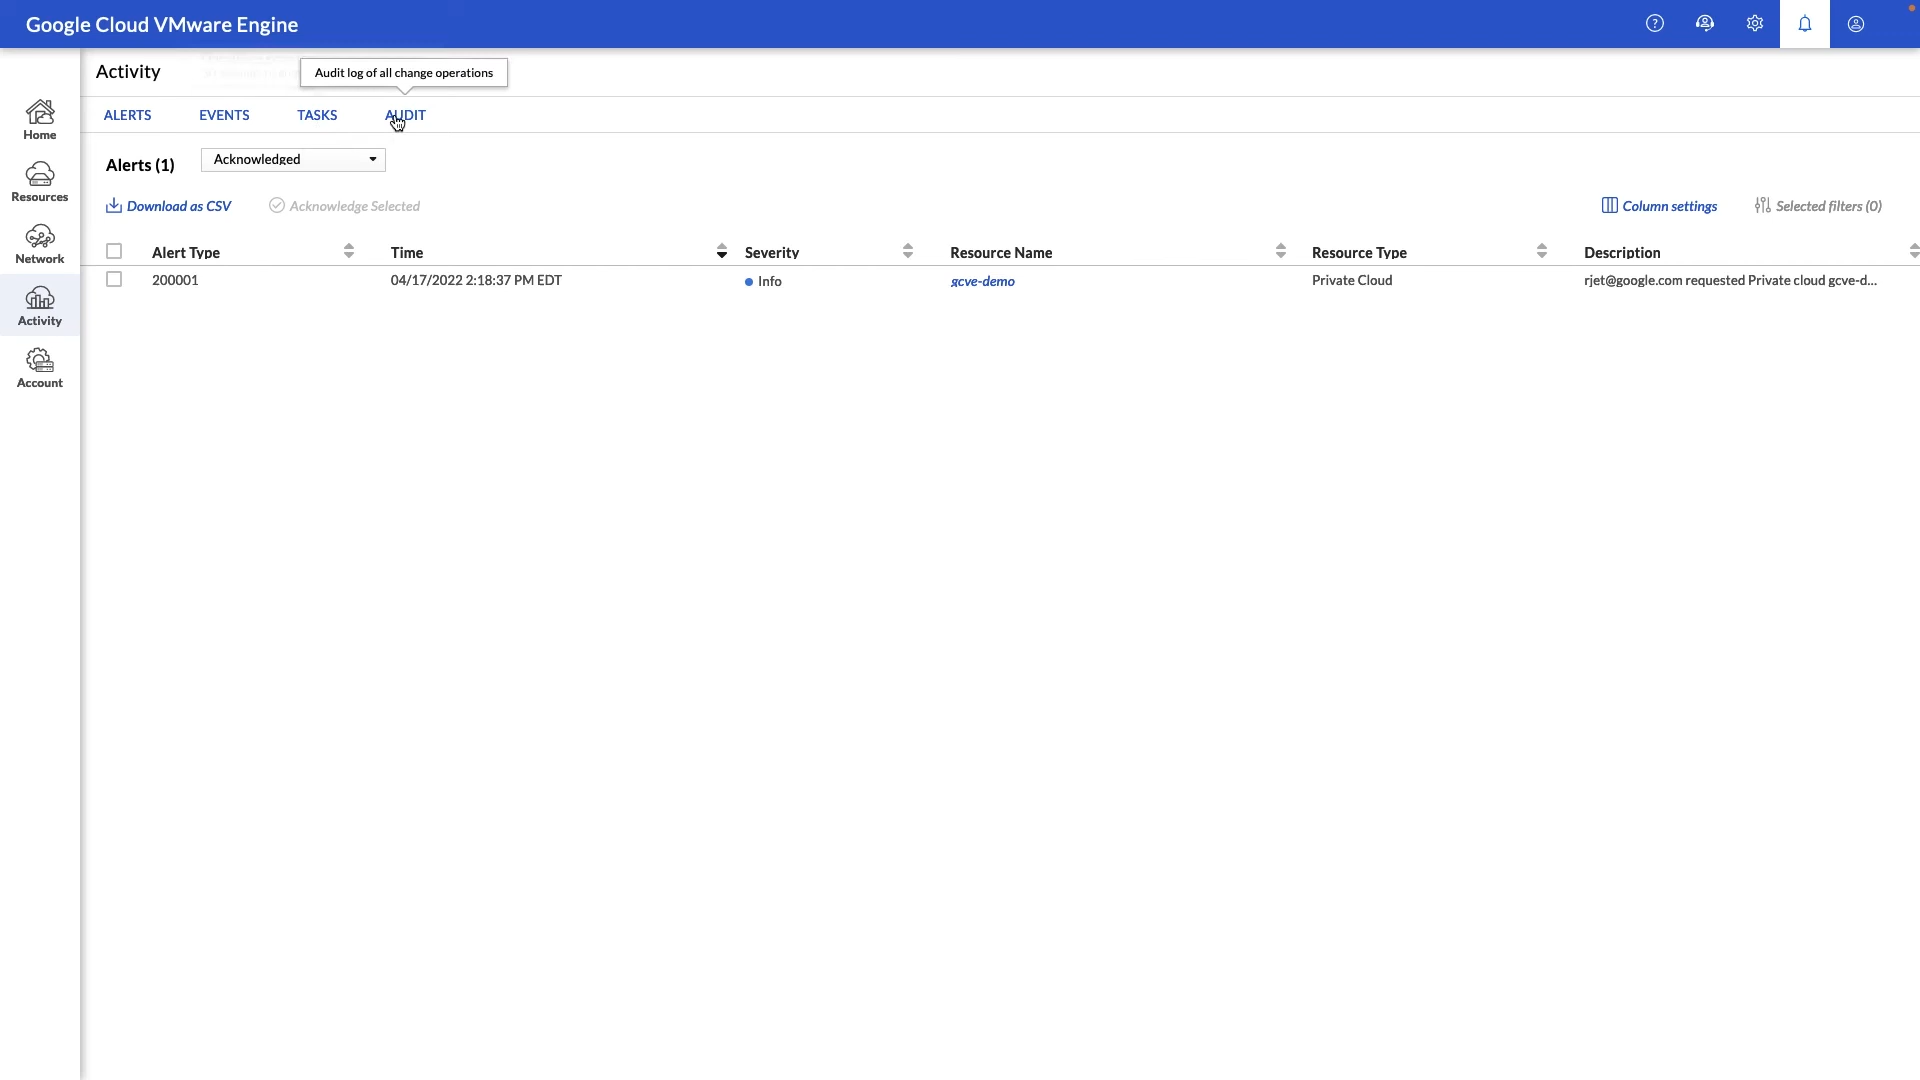 Google Cloud VMware Engine
Activity
Audit log of all change operations
ALERTS EVENTS TASKS AUDIT
Home
Resources
Network
Activity
Account
Alerts (1) Acknowledged
Download as CSV Acknowledge Selected Column settings Selected filters (0)
Alert Type Time Severity Resource Name Resource Type Description
200001 04/17/2022 2:18:37 PM EDT Info gcve-demo Private Cloud rjet@google.com requested Private cloud gcve-d...